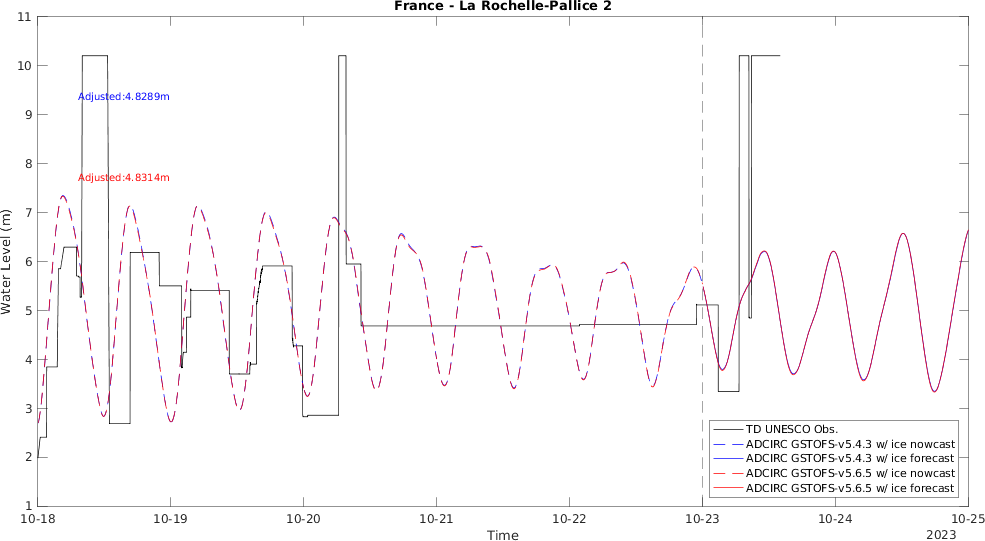 France - La Rochelle-Pallice 2
11
10
9
8
7
6
5
4
3
2
1
Water Level (m)
Adjusted:4.8289m
Adjusted:4.8314m
TD UNESCO Obs.
ADCIRC GSTOFS-v5.4.3 w/ ice nowcast
ADCIRC GSTOFS-v5.4.3 w/ ice forecast
ADCIRC GSTOFS-v5.6.5 w/ ice nowcast
ADCIRC GSTOFS-v5.6.5 w/ ice forecast
10-18 10-19 10-20 10-21 10-22 10-23 10-24 10-25
Time
2023